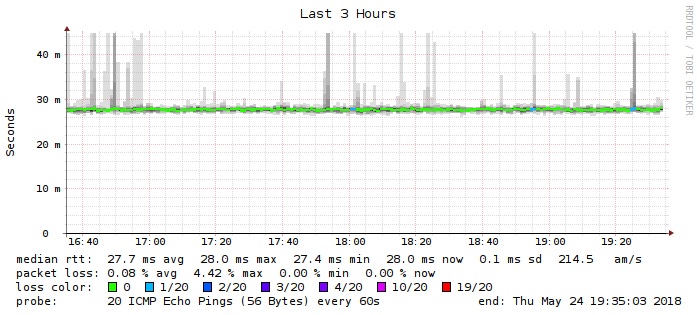 Last 3 Hours
RRDTOOL / TOBI OETIKER
Seconds
40 m
30 m
20 m
10 m
0
16:40 17:00 17:20 17:40 18:00 18:20 18:40 19:00 19:20
median rtt: 27.7 ms avg 28.0 ms max 27.4 ms min 28.0 ms now 0.1 ms sd 214.5 am/s
packet loss: 0.08 % avg 4.42 % max 0.00 % min 0.00 % now
loss color: 0 1/20 2/20 3/20 4/20 10/20 19/20
probe: 20 ICMP Echo Pings (56 Bytes) every 60s end: Thu May 24 19:35:03 2018